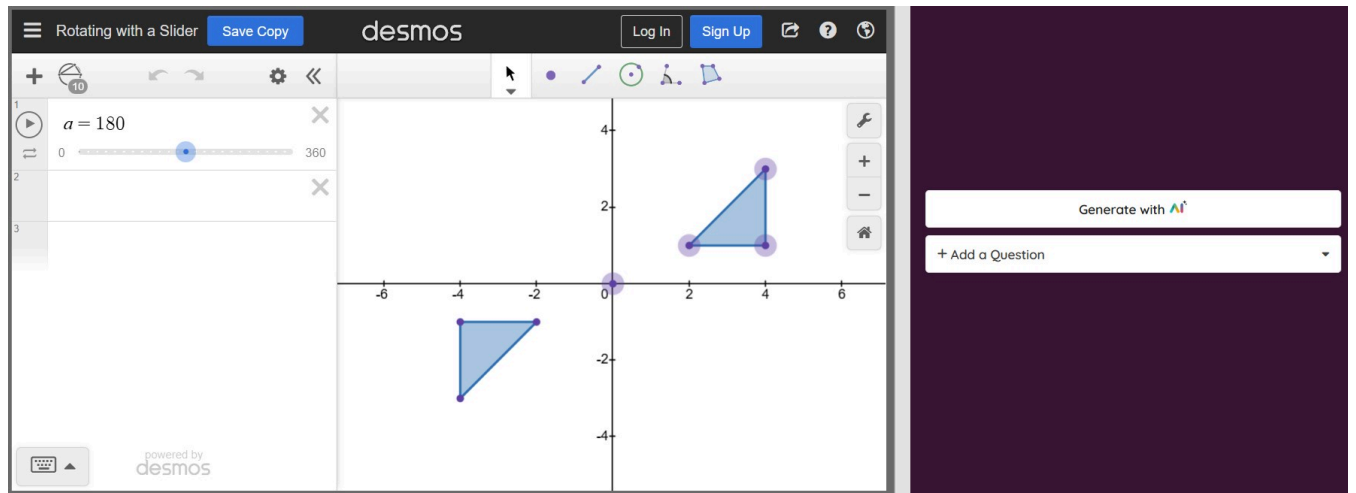 Rotating with a Slider
Save Copy
desmos
Log In
Sign Up
10
1
a = 180
0
360
2
3
powered by
desmos
4
2
-6
-4
-2
0
2
4
6
-2
-4
Generate with AI
+ Add a Question